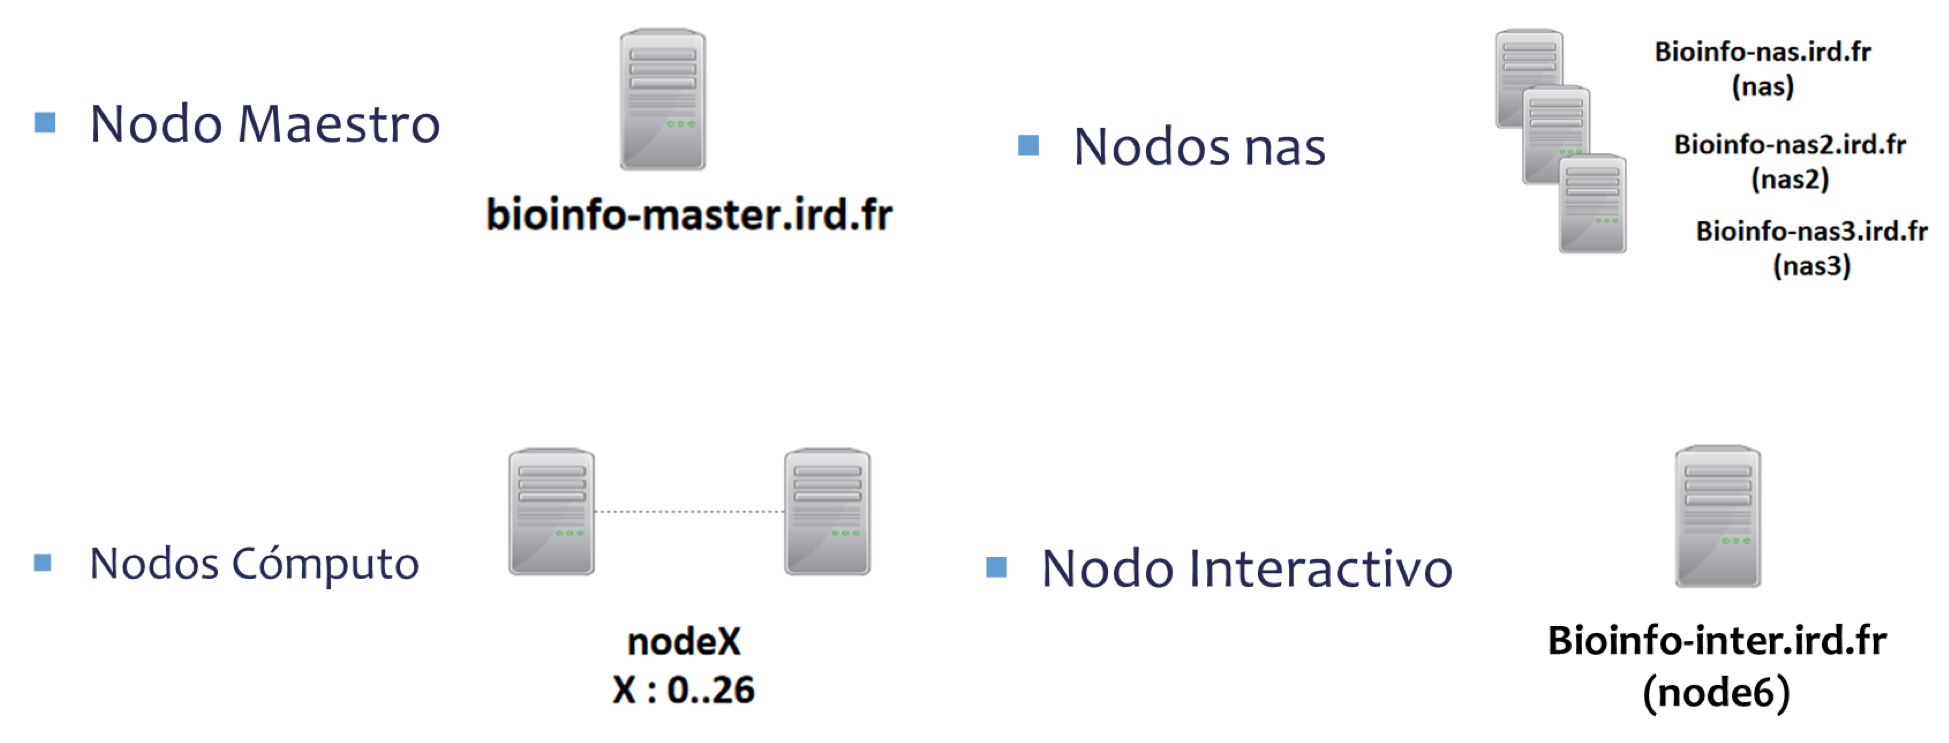 Nodo Maestro
bioinfo-master.ird.fr
Nodos nas
Bioinfo-nas.ird.fr
(nas)
Bioinfo-nas2.ird.fr
(nas2)
Bioinfo-nas3.ird.fr
(nas3)
Nodos Cómputo
nodeX
X : 0..26
Nodo Interactivo
Bioinfo-inter.ird.fr
(node6)